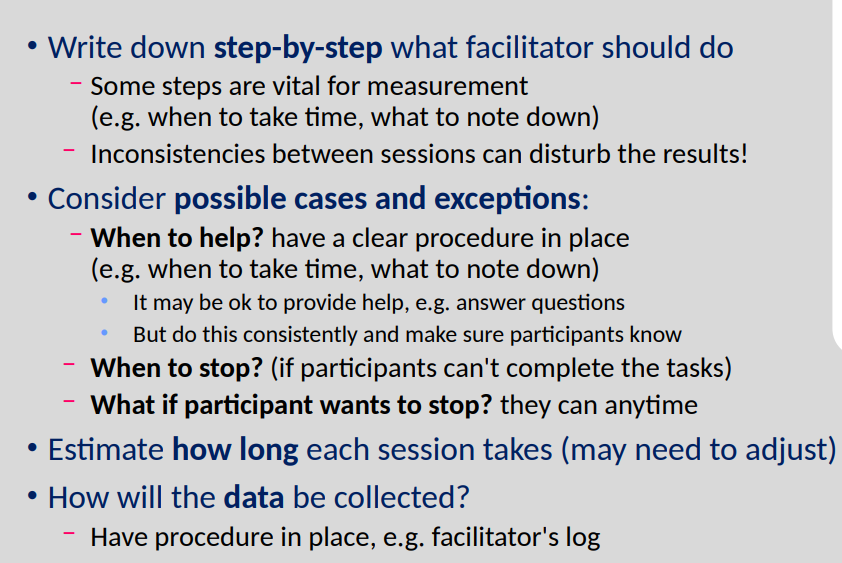 • Write down step-by-step what facilitator should do
– Some steps are vital for measurement
(e.g. when to take time, what to note down)
– Inconsistencies between sessions can disturb the results!
• Consider possible cases and exceptions:
– When to help? have a clear procedure in place
(e.g. when to take time, what to note down)
• It may be ok to provide help, e.g. answer questions
• But do this consistently and make sure participants know
– When to stop? (if participants can't complete the tasks)
– What if participant wants to stop? they can anytime
• Estimate how long each session takes (may need to adjust)
• How will the data be collected?
– Have procedure in place, e.g. facilitator's log